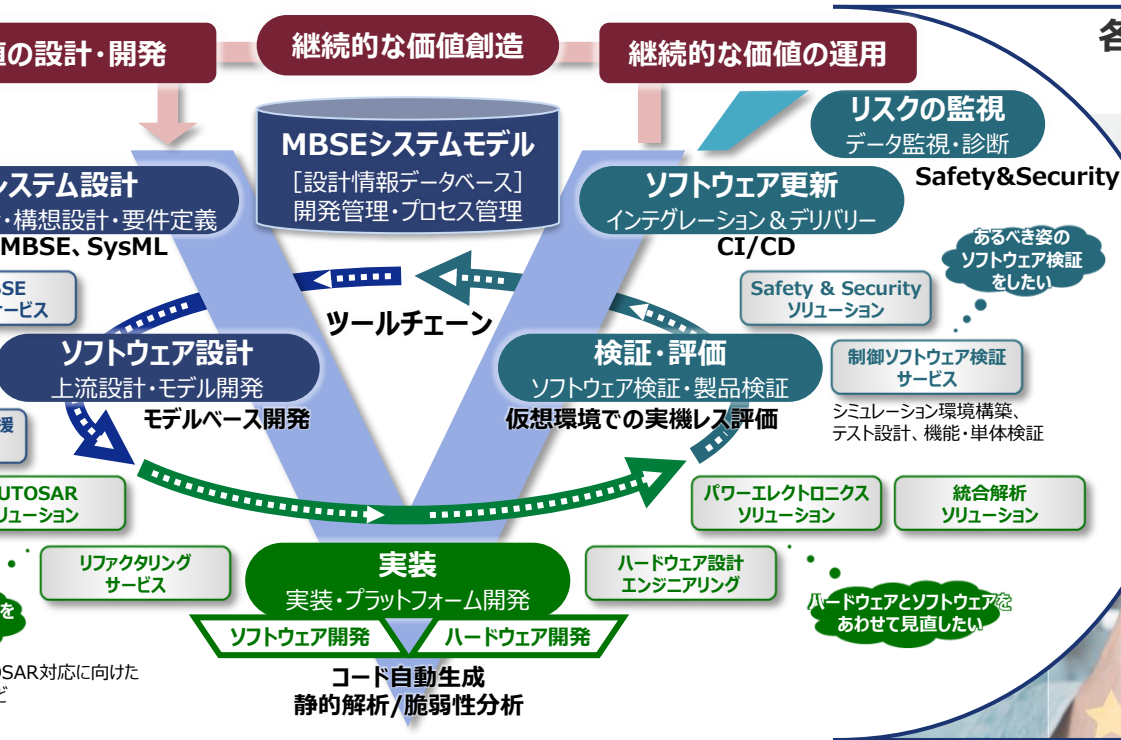 値の設計・開発
継続的な価値創造
継続的な価値の運用
各
MBSEシステムモデル
[設計情報データベース]
開発管理・プロセス管理
リスクの監視
データ監視・診断
Safety&Security
システム設計
・構想設計・要件定義
MBSE、SysML
ソフトウェア更新
インテグレーション&デリバリー
CI/CD
あるべき姿の
ソフトウェア検証
をしたい
SE
ービス
ツールチェーン
Safety & Security
ソリューション
ソフトウェア設計
上流設計・モデル開発
モデルベース開発
検証・評価
ソフトウェア検証・製品検証
仮想環境での実機レス評価
制御ソフトウェア検証
サービス
シミュレーション環境構築、
テスト設計、機能・単体検証
援
UTOSAR
リューション
パワーエレクトロニクス
ソリューション
統合解析
ソリューション
リファクタリング
サービス
実装
実装・プラットフォーム開発
ハードウェア設計
エンジニアリング
を
ハードウェアとソフトウェアを
あわせて見直したい
ソフトウェア開発
ハードウェア開発
コード自動生成
静的解析/脆弱性分析
OSAR対応に向けた
ど